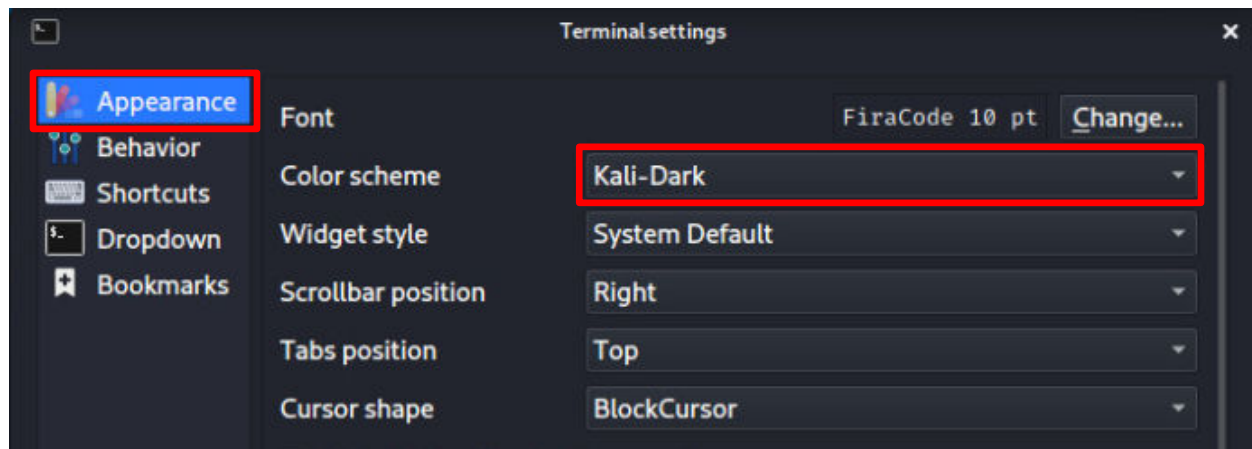 Terminal settings
Appearance
Behavior
Shortcuts
Dropdown
Bookmarks
Font FiraCode 10 pt Change...
Color scheme Kali-Dark
Widget style System Default
Scrollbar position Right
Tabs position Top
Cursor shape BlockCursor